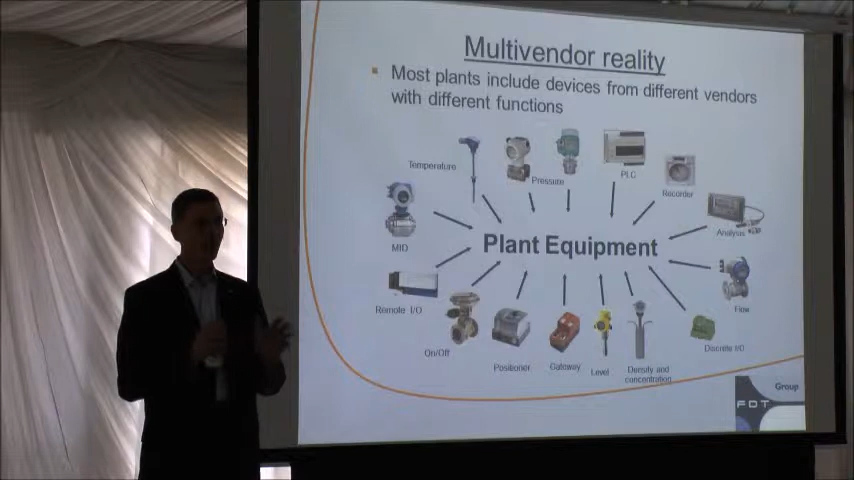 Multivendor reality
Most plants include devices from different vendors
with different functions
Temperature
Pressure
PLC
Recorder
MID
Analysis
Plant Equipment
Remote I/O
Flow
On/Off
Positioner
Gateway
Level
Density and
concentration
Discrete I/O
Group
FDT